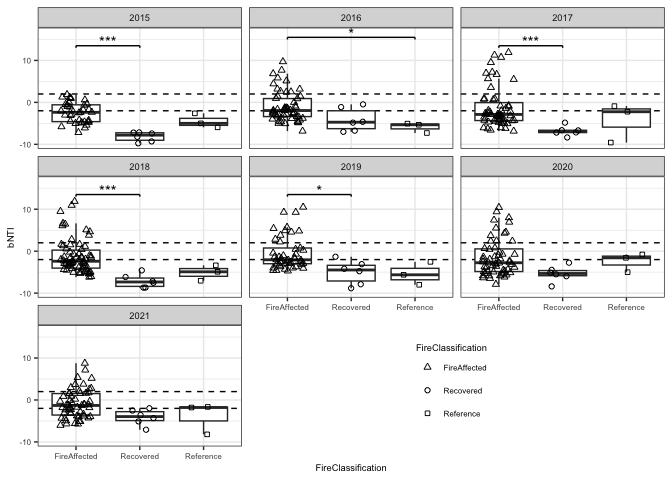 2015
2016
2017
***
*
***
10
0
-10
2018
2019
2020
***
*
bNTI
10
0
-10
FireAffected Recovered Reference
FireAffected Recovered Reference
2021
10
0
-10
FireAffected Recovered Reference
FireClassification
FireAffected
Recovered
Reference
FireClassification